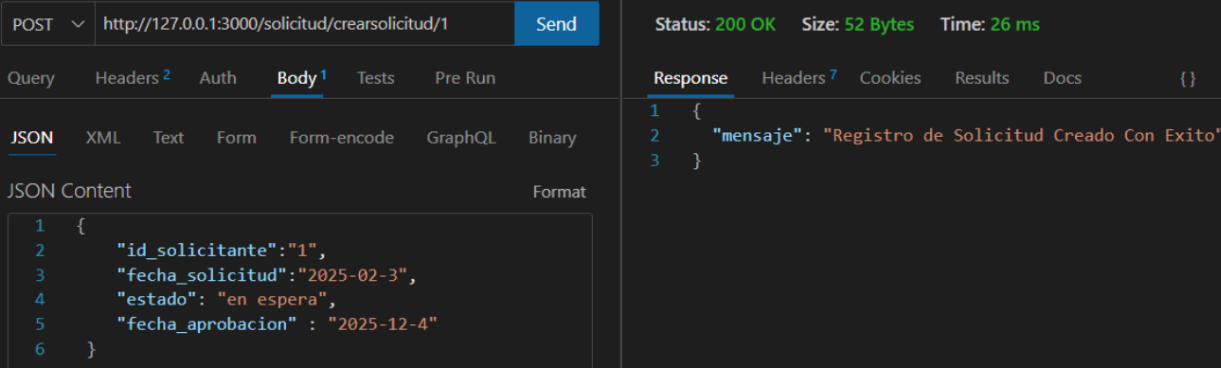 POST http://127.0.0.1:3000/solicitud/crearsolicitud/1 Send
Query Headers 2 Auth Body 1 Tests Pre Run
JSON XML Text Form Form-encode GraphQL Binary
JSON Content Format
1 {
2 "id_solicitante":"1",
3 "fecha_solicitud":"2025-02-3",
4 "estado": "en espera",
5 "fecha_aprobacion" : "2025-12-4"
6 }
Status: 200 OK Size: 52 Bytes Time: 26 ms
Response Headers 7 Cookies Results Docs { }
1 {
2 "mensaje": "Registro de Solicitud Creado Con Exito"
3 }